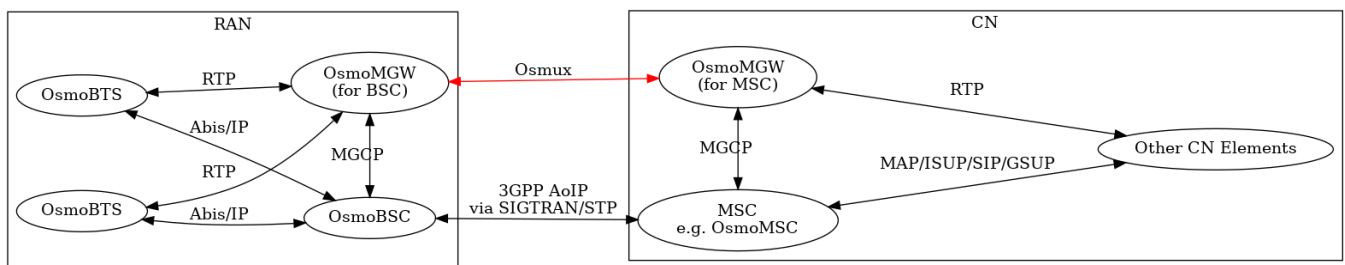 RAN
CN
OsmoMGW
(for BSC)
OsmoMGW
(for MSC)
Osmux
RTP
RTP
OsmoBTS
Abis/IP
MGCP
MGCP
Other CN Elements
MAP/ISUP/SIP/GSUP
RTP
3GPP AoIP
via SIGTRAN/STP
OsmoBTS
Abis/IP
OsmoBSC
MSC
e.g. OsmoMSC